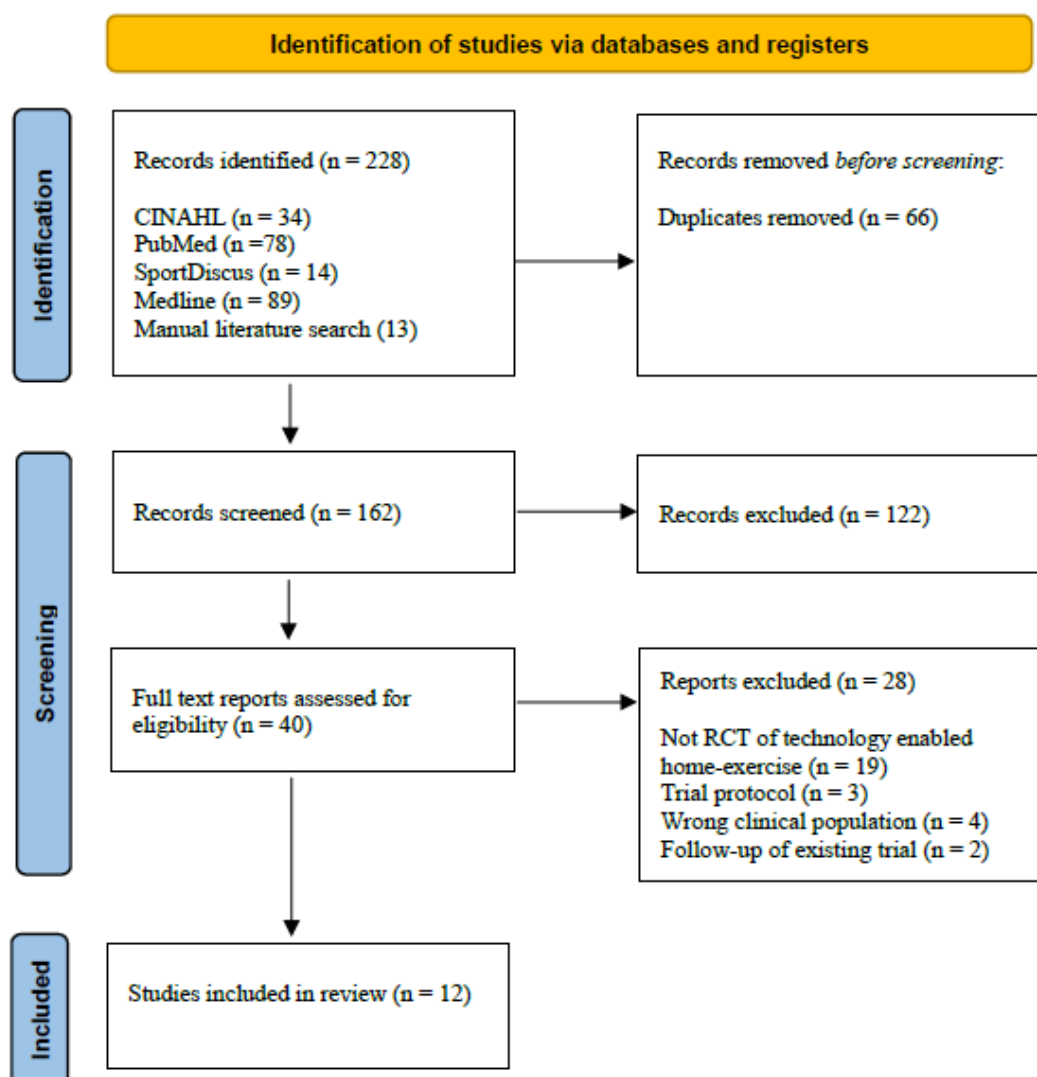 Identification of studies via databases and registers
Identification
Records identified (n = 228)
CINAHL (n = 34)
PubMed (n =78)
SportDiscus (n = 14)
Medline (n = 89)
Manual literature search (13)
Records removed before screening:
Duplicates removed (n = 66)
Screening
Records screened (n = 162)
Records excluded (n = 122)
Full text reports assessed for
eligibility (n = 40)
Reports excluded (n = 28)
Not RCT of technology enabled
home-exercise (n = 19)
Trial protocol (n = 3)
Wrong clinical population (n = 4)
Follow-up of existing trial (n = 2)
Included
Studies included in review (n = 12)